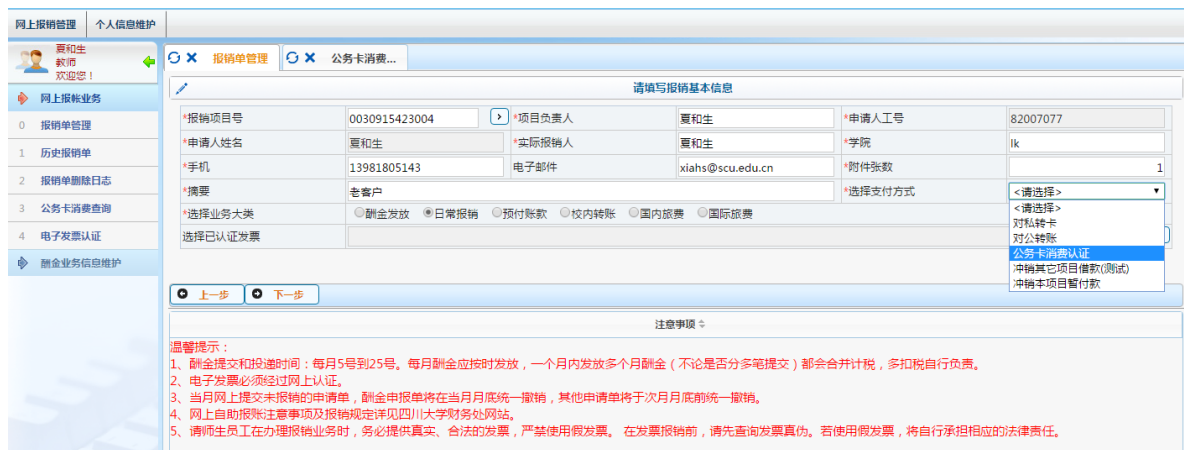 网上报销管理 个人信息维护
夏和生
教师
欢迎您！
报销单管理 公务卡消费...
请填写报销基本信息
网上报帐业务
0 报销单管理
1 历史报销单
2 报销单删除日志
3 公务卡消费查询
4 电子发票认证
酬金业务信息维护
*报销项目号 0030915423004 *项目负责人 夏和生 *申请人工号 82007077
*申请人姓名 夏和生 *实际报销人 夏和生 *学院 lk
*手机 13981805143 电子邮件 xiahs@scu.edu.cn *附件张数 1
*摘要 老客户 *选择支付方式 <请选择>
*选择业务大类 酬金发放 日常报销 预付账款 校内转账 国内旅费 国际旅费
选择已认证发票
<请选择>
对私转卡
对公转账
公务卡消费认证
冲销其它项目借款(测试)
冲销本项目暂付款
上一步 下一步
注意事项
温馨提示：
1、酬金提交和投递时间：每月5号到25号。每月酬金应按时发放，一个月内发放多个月酬金（不论是否分多笔提交）都会合并计税，多扣税自行负责。
2、电子发票必须经过网上认证。
3、当月网上提交未报销的申请单，酬金申报单将在当月月底统一撤销，其他申请单将于次月月底前统一撤销。
4、网上自助报账注意事项及报销规定详见四川大学财务处网站。
5、请师生员工在办理报销业务时，务必提供真实、合法的发票，严禁使用假发票。 在发票报销前，请先查询发票真伪。若使用假发票，将自行承担相应的法律责任。